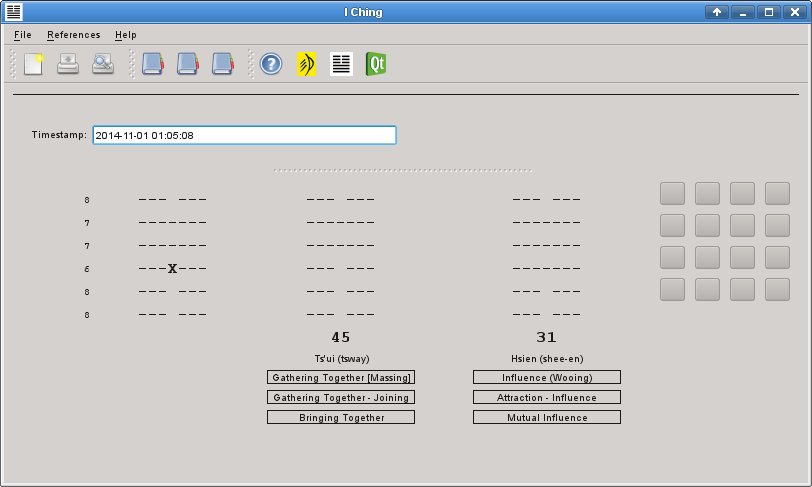 I Ching
File References Help
Qt
Timestamp: 2014-11-01 01:05:08
8 --- --- --- --- --- ---
7 ------- ------- -------
7 ------- ------- -------
6 ---X--- --- --- -------
8 --- --- --- --- --- ---
8 --- --- --- --- --- ---
45 31
Ts'ui (tsway) Hsien (shee-en)
Gathering Together [Massing] Influence (Wooing)
Gathering Together - Joining Attraction - Influence
Bringing Together Mutual Influence